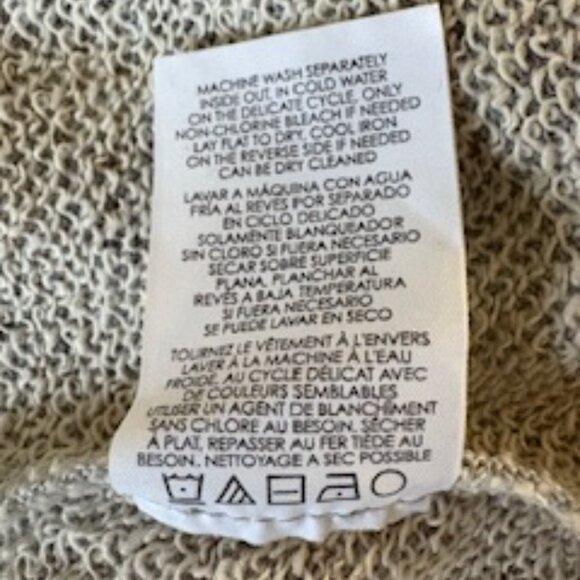 MACHINE WASH SEPARATELY
INSIDE OUT, IN COLD WATER
ON THE DELICATE CYCLE, ONLY
NON-CHLORINE BLEACH IF NEEDED
LAY FLAT TO DRY, COOL IRON
ON THE REVERSE SIDE IF NEEDED
CAN BE DRY CLEANED
LAVAR A MÁQUINA CON AGUA
FRÍA AL REVÉS IPOR SEPARADO
EN CICLO DELICADO
SOLAMENTE BLANQUEADOR
SIN CLORO SI FUERA NECESARIO
SECAR SOBRE SUPERFICIE
PLANA, PLANCHAR AL
REVÉS A BAJA TEMPERATURA
SI FUERA NECESARIO
SE PUEDE LAVAR EN SECO
TOURNEZ LE VÊTEMENT À L'ENVERS
LAVER À LA MACHINE À L'EAU
FROIDE, AU CYCLE DÉLICAT AVEC
DE COULEURS SEMBLABLES
UTILISER UN AGENT DE BLANCHÎMENT
SANS CHLORE AU BESOIN, SÉCHER
À PLAT, REPASSER AU FER TIÈDE AU
BESOIN. NETTOYAGE A SEC POSSIBLE